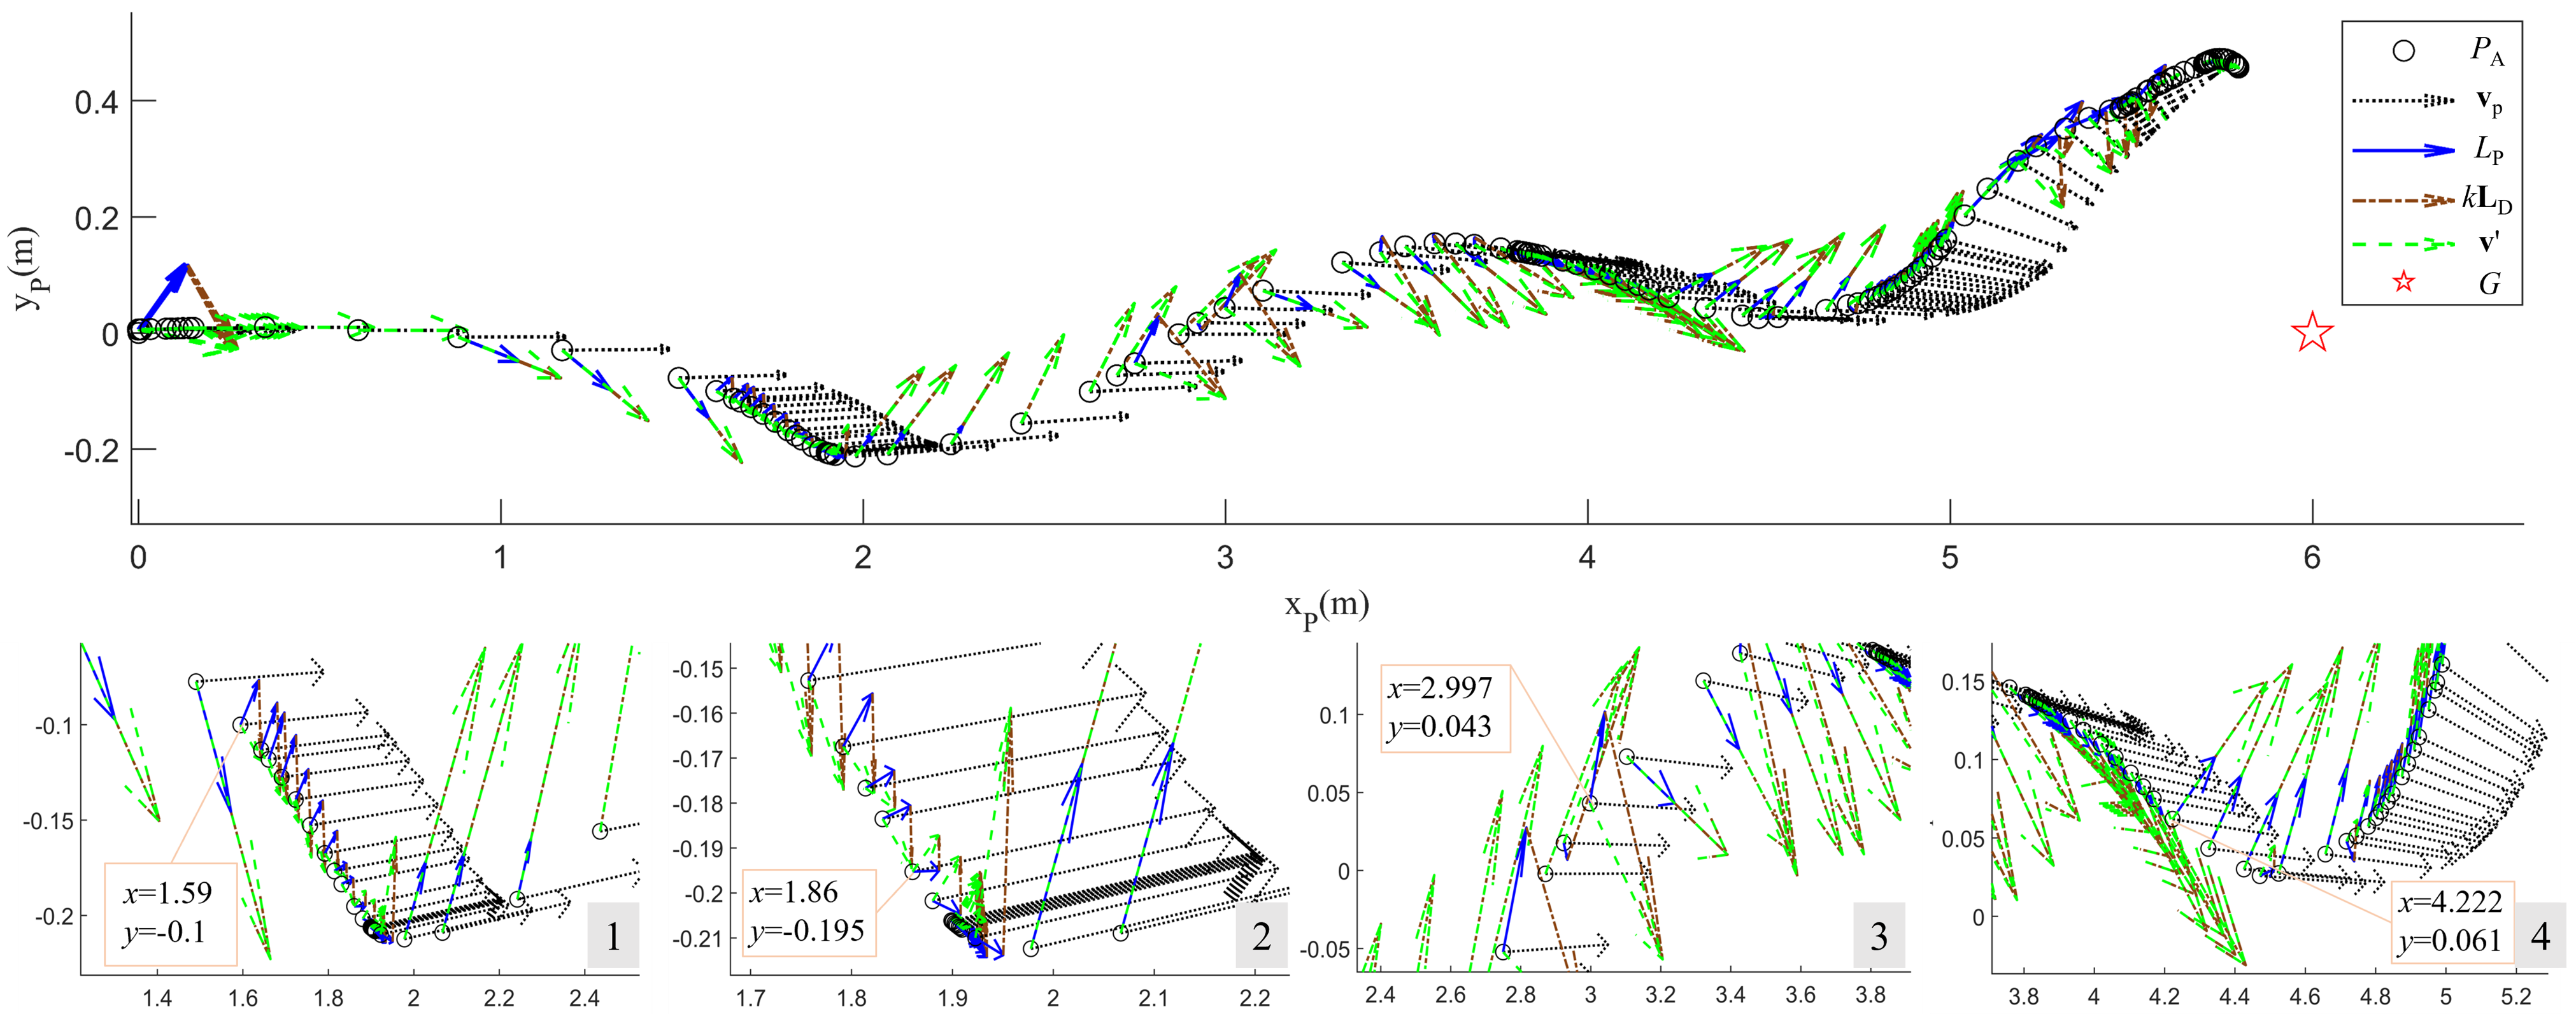 0.4
0.2
0
-0.2
y_P(m)
0 1 2 3 4 5 6
x_P(m)
P_A
v_p
L_P
kL_D
v'
G
-0.1
-0.15
-0.2
1.4 1.6 1.8 2 2.2 2.4
x=1.59
y=-0.1
1
-0.15
-0.16
-0.17
-0.18
-0.19
-0.2
-0.21
1.7 1.8 1.9 2 2.1 2.2
x=1.86
y=-0.195
2
0.1
0.05
0
-0.05
2.4 2.6 2.8 3 3.2 3.4 3.6 3.8
x=2.997
y=0.043
3
0.15
0.1
0.05
0
3.8 4 4.2 4.4 4.6 4.8 5 5.2
x=4.222
y=0.061
4